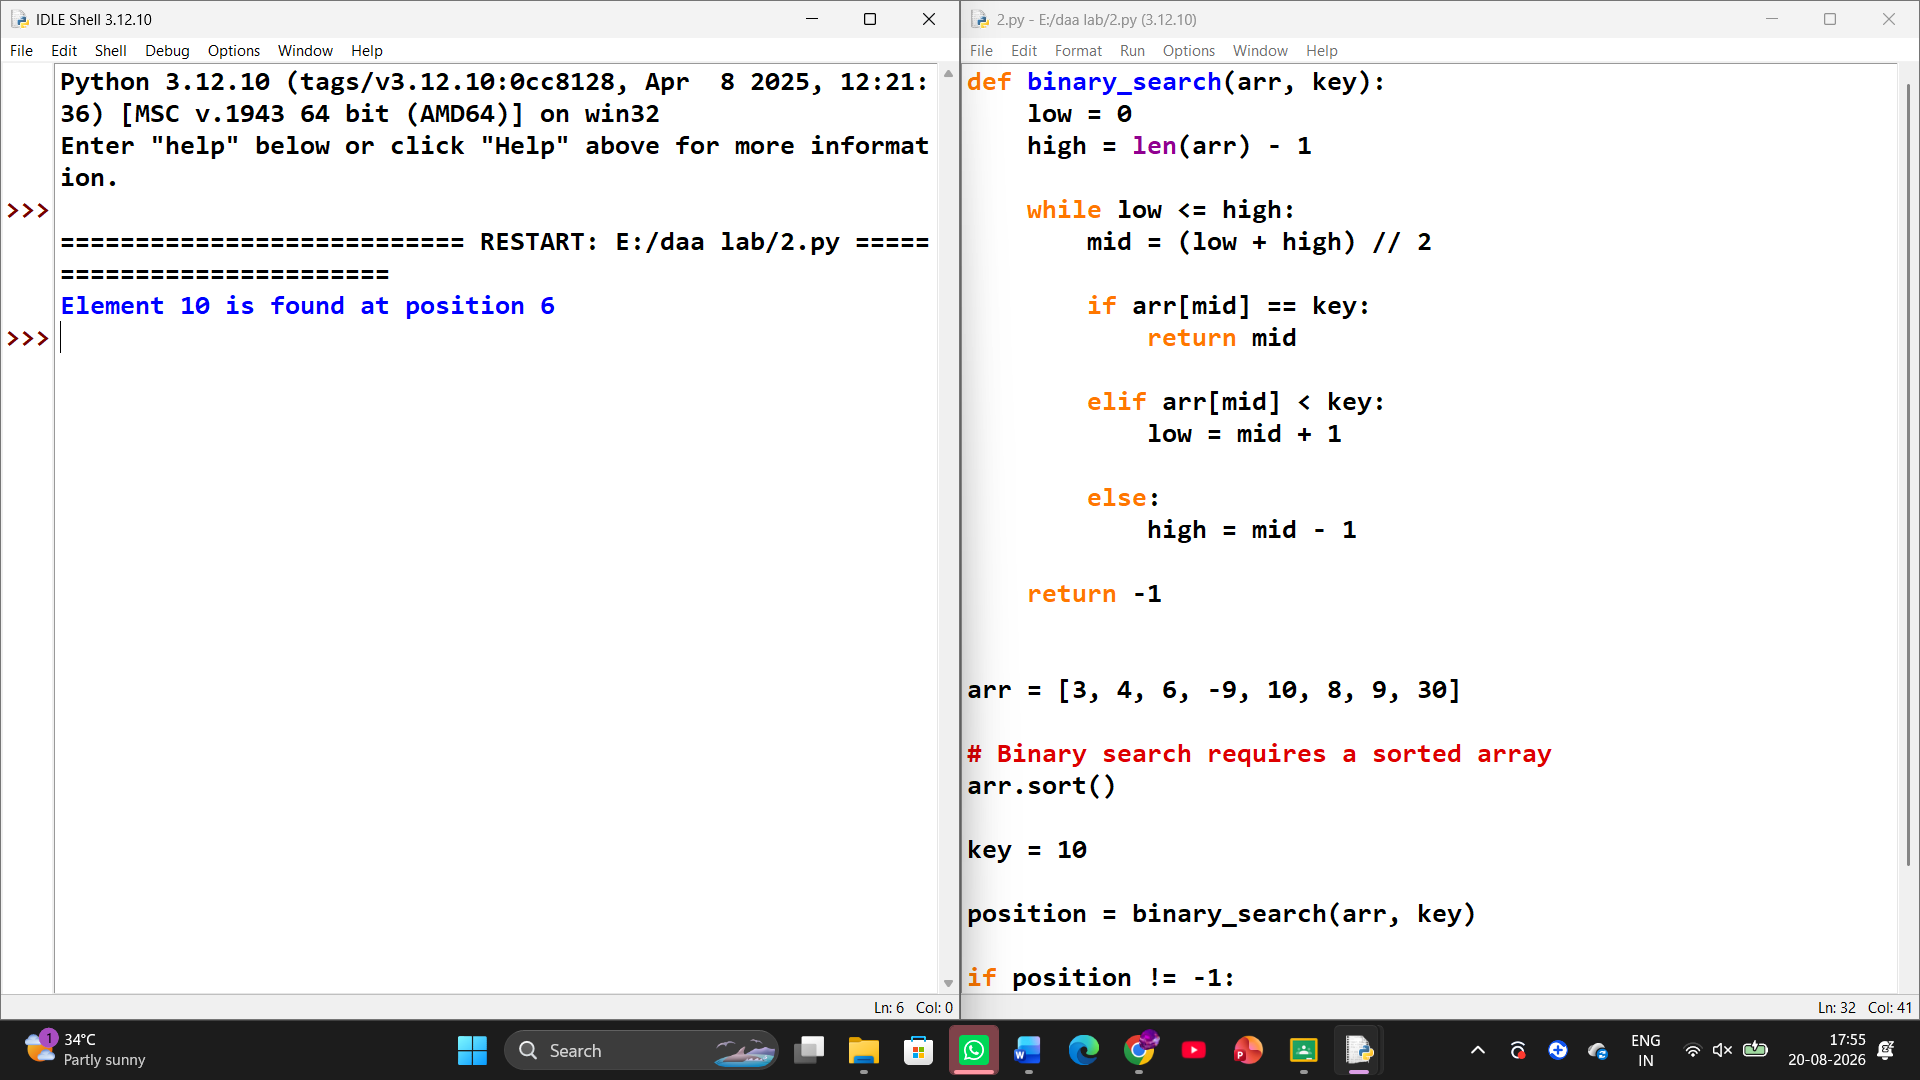 IDLE Shell 3.12.10
File Edit Shell Debug Options Window Help
Python 3.12.10 (tags/v3.12.10:0cc8128, Apr  8 2025, 12:21:
36) [MSC v.1943 64 bit (AMD64)] on win32
Enter "help" below or click "Help" above for more informat
ion.
>>>
=========================== RESTART: E:/daa lab/2.py =====
======================
Element 10 is found at position 6
>>>
Ln: 6 Col: 0
2.py - E:/daa lab/2.py (3.12.10)
File Edit Format Run Options Window Help
def binary_search(arr, key):
    low = 0
    high = len(arr) - 1
    while low <= high:
        mid = (low + high) // 2
        if arr[mid] == key:
            return mid
        elif arr[mid] < key:
            low = mid + 1
        else:
            high = mid - 1
    return -1
arr = [3, 4, 6, -9, 10, 8, 9, 30]
# Binary search requires a sorted array
arr.sort()
key = 10
position = binary_search(arr, key)
if position != -1:
Ln: 32 Col: 41
1
34°C
Partly sunny
Search
W
P
ENG
IN
17:55
20-08-2026